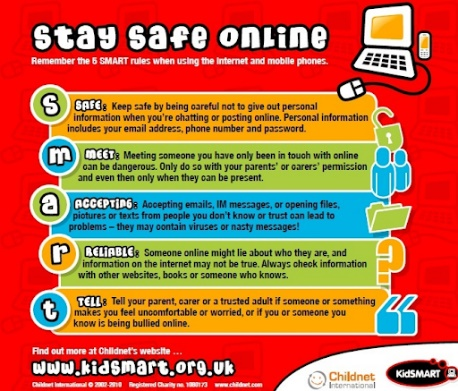 stay safe online
Remember the 5 SMART rules when using the Internet and mobile phones.
s
SAFE: Keep safe by being careful not to give out personal
information when you're chatting or posting online. Personal information
includes your email address, phone number and password.
m
MEET: Meeting someone you have only been in touch with online
can be dangerous. Only do so with your parents' or carers' permission
and even then only when they can be present.
a
ACCEPTING: Accepting emails, IM messages, or opening files,
pictures or texts from people you don't know or trust can lead to
problems – they may contain viruses or nasty messages!
r
RELIABLE: Someone online might lie about who they are, and
information on the internet may not be true. Always check information
with other websites, books or someone who knows.
t
TELL: Tell your parent, carer or a trusted adult if someone or something
makes you feel uncomfortable or worried, or if you or someone you
know is being bullied online.
Find out more at Childnet's website ...
www.kidsmart.org.uk
Childnet International © 2002-2010 Registered Charity no. 1080173 www.childnet.com
Childnet
International
KidSMART